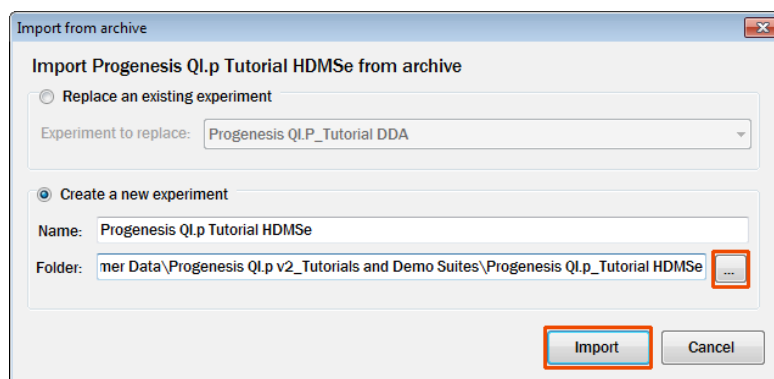 Import from archive
Import Progenesis QI.p Tutorial HDMSe from archive
Replace an existing experiment
Experiment to replace: Progenesis QI.P_Tutorial DDA
Create a new experiment
Name: Progenesis QI.p Tutorial HDMSe
Folder: mer Data\Progenesis QI.p v2_Tutorials and Demo Suites\Progenesis QI.p_Tutorial HDMSe ...
Import Cancel